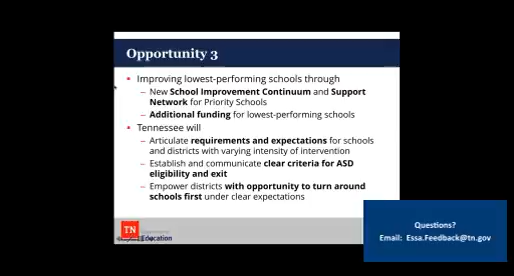 Opportunity 3
Improving lowest-performing schools through
– New School Improvement Continuum and Support
Network for Priority Schools
– Additional funding for lowest-performing schools
Tennessee will
– Articulate requirements and expectations for schools
and districts with varying intensity of intervention
– Establish and communicate clear criteria for ASD
eligibility and exit
– Empower districts with opportunity to turn around
schools first under clear expectations
TN
Education
Questions?
Email: Essa.Feedback@tn.gov